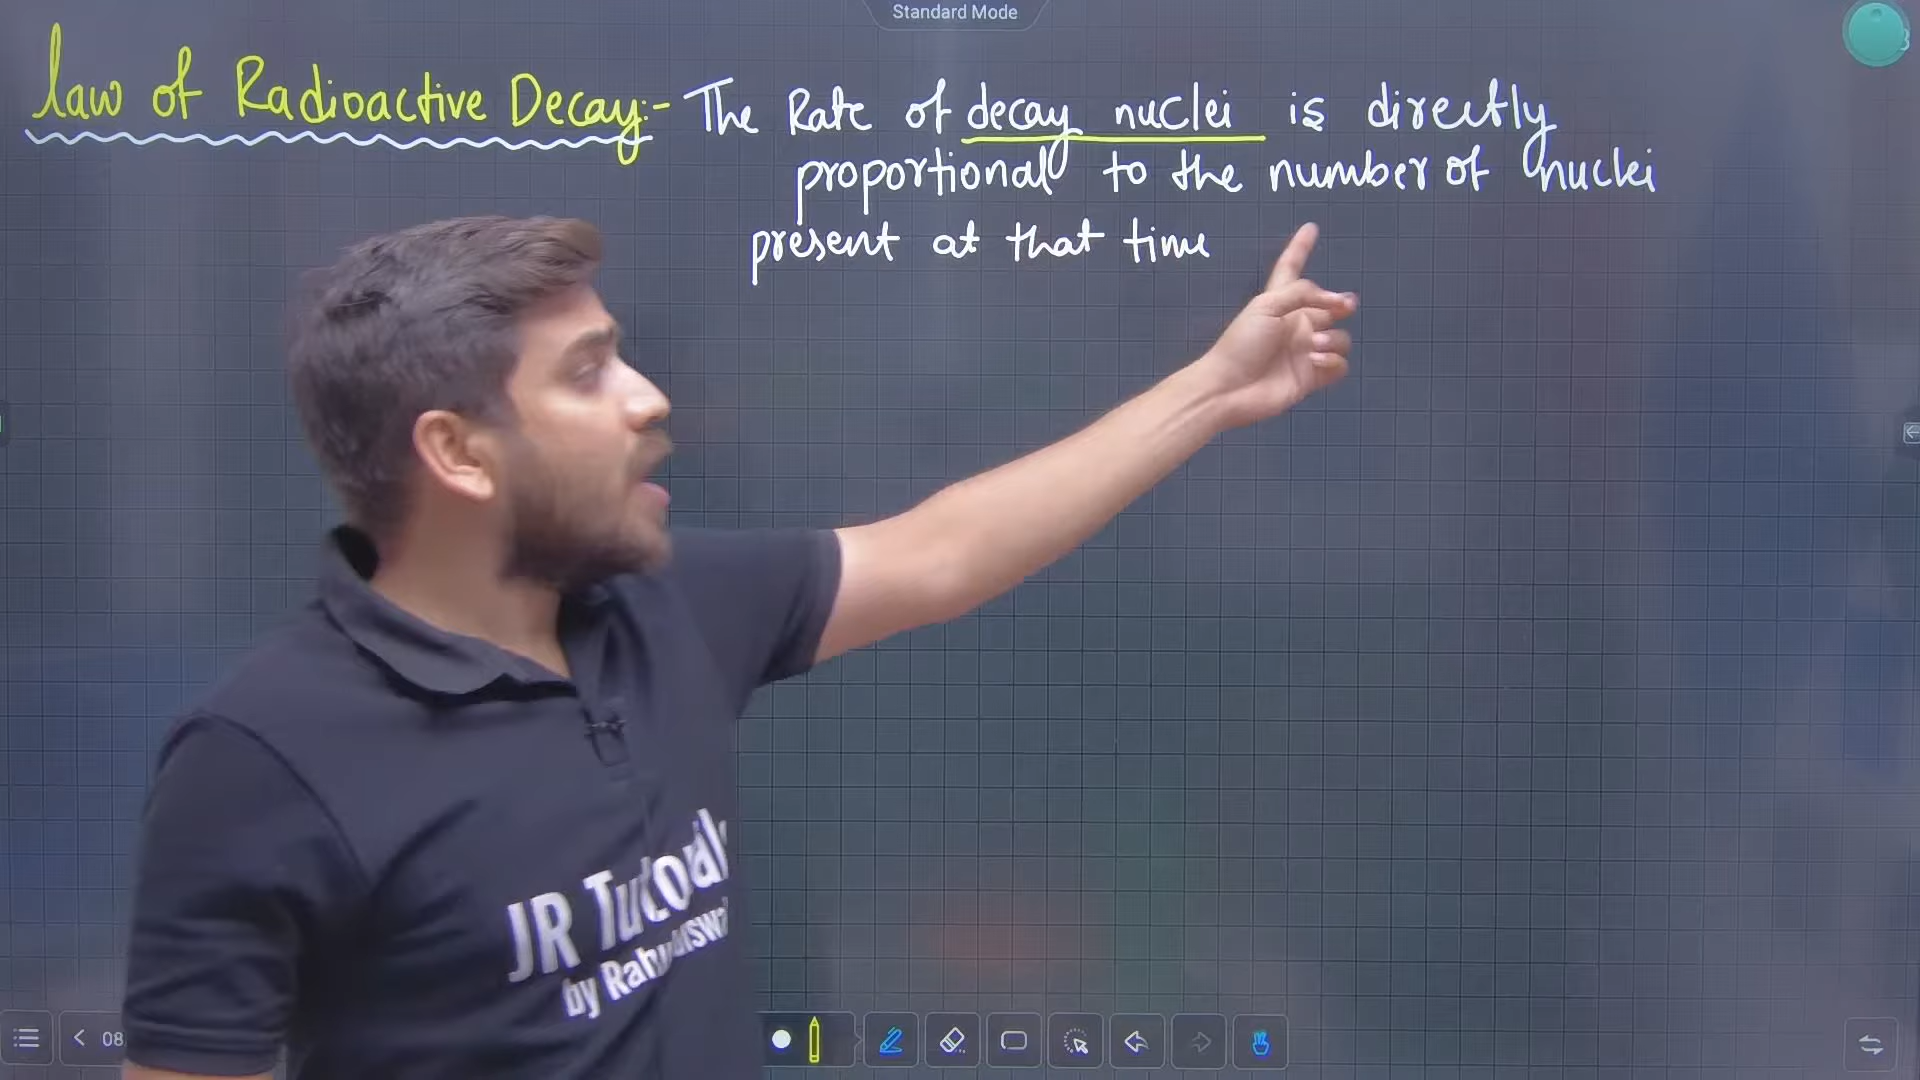 Standard Mode
law of Radioactive Decay:- The Rate of decay nuclei is directly
proportional to the number of nuclei
present at that time
JR Tutorials
by
08